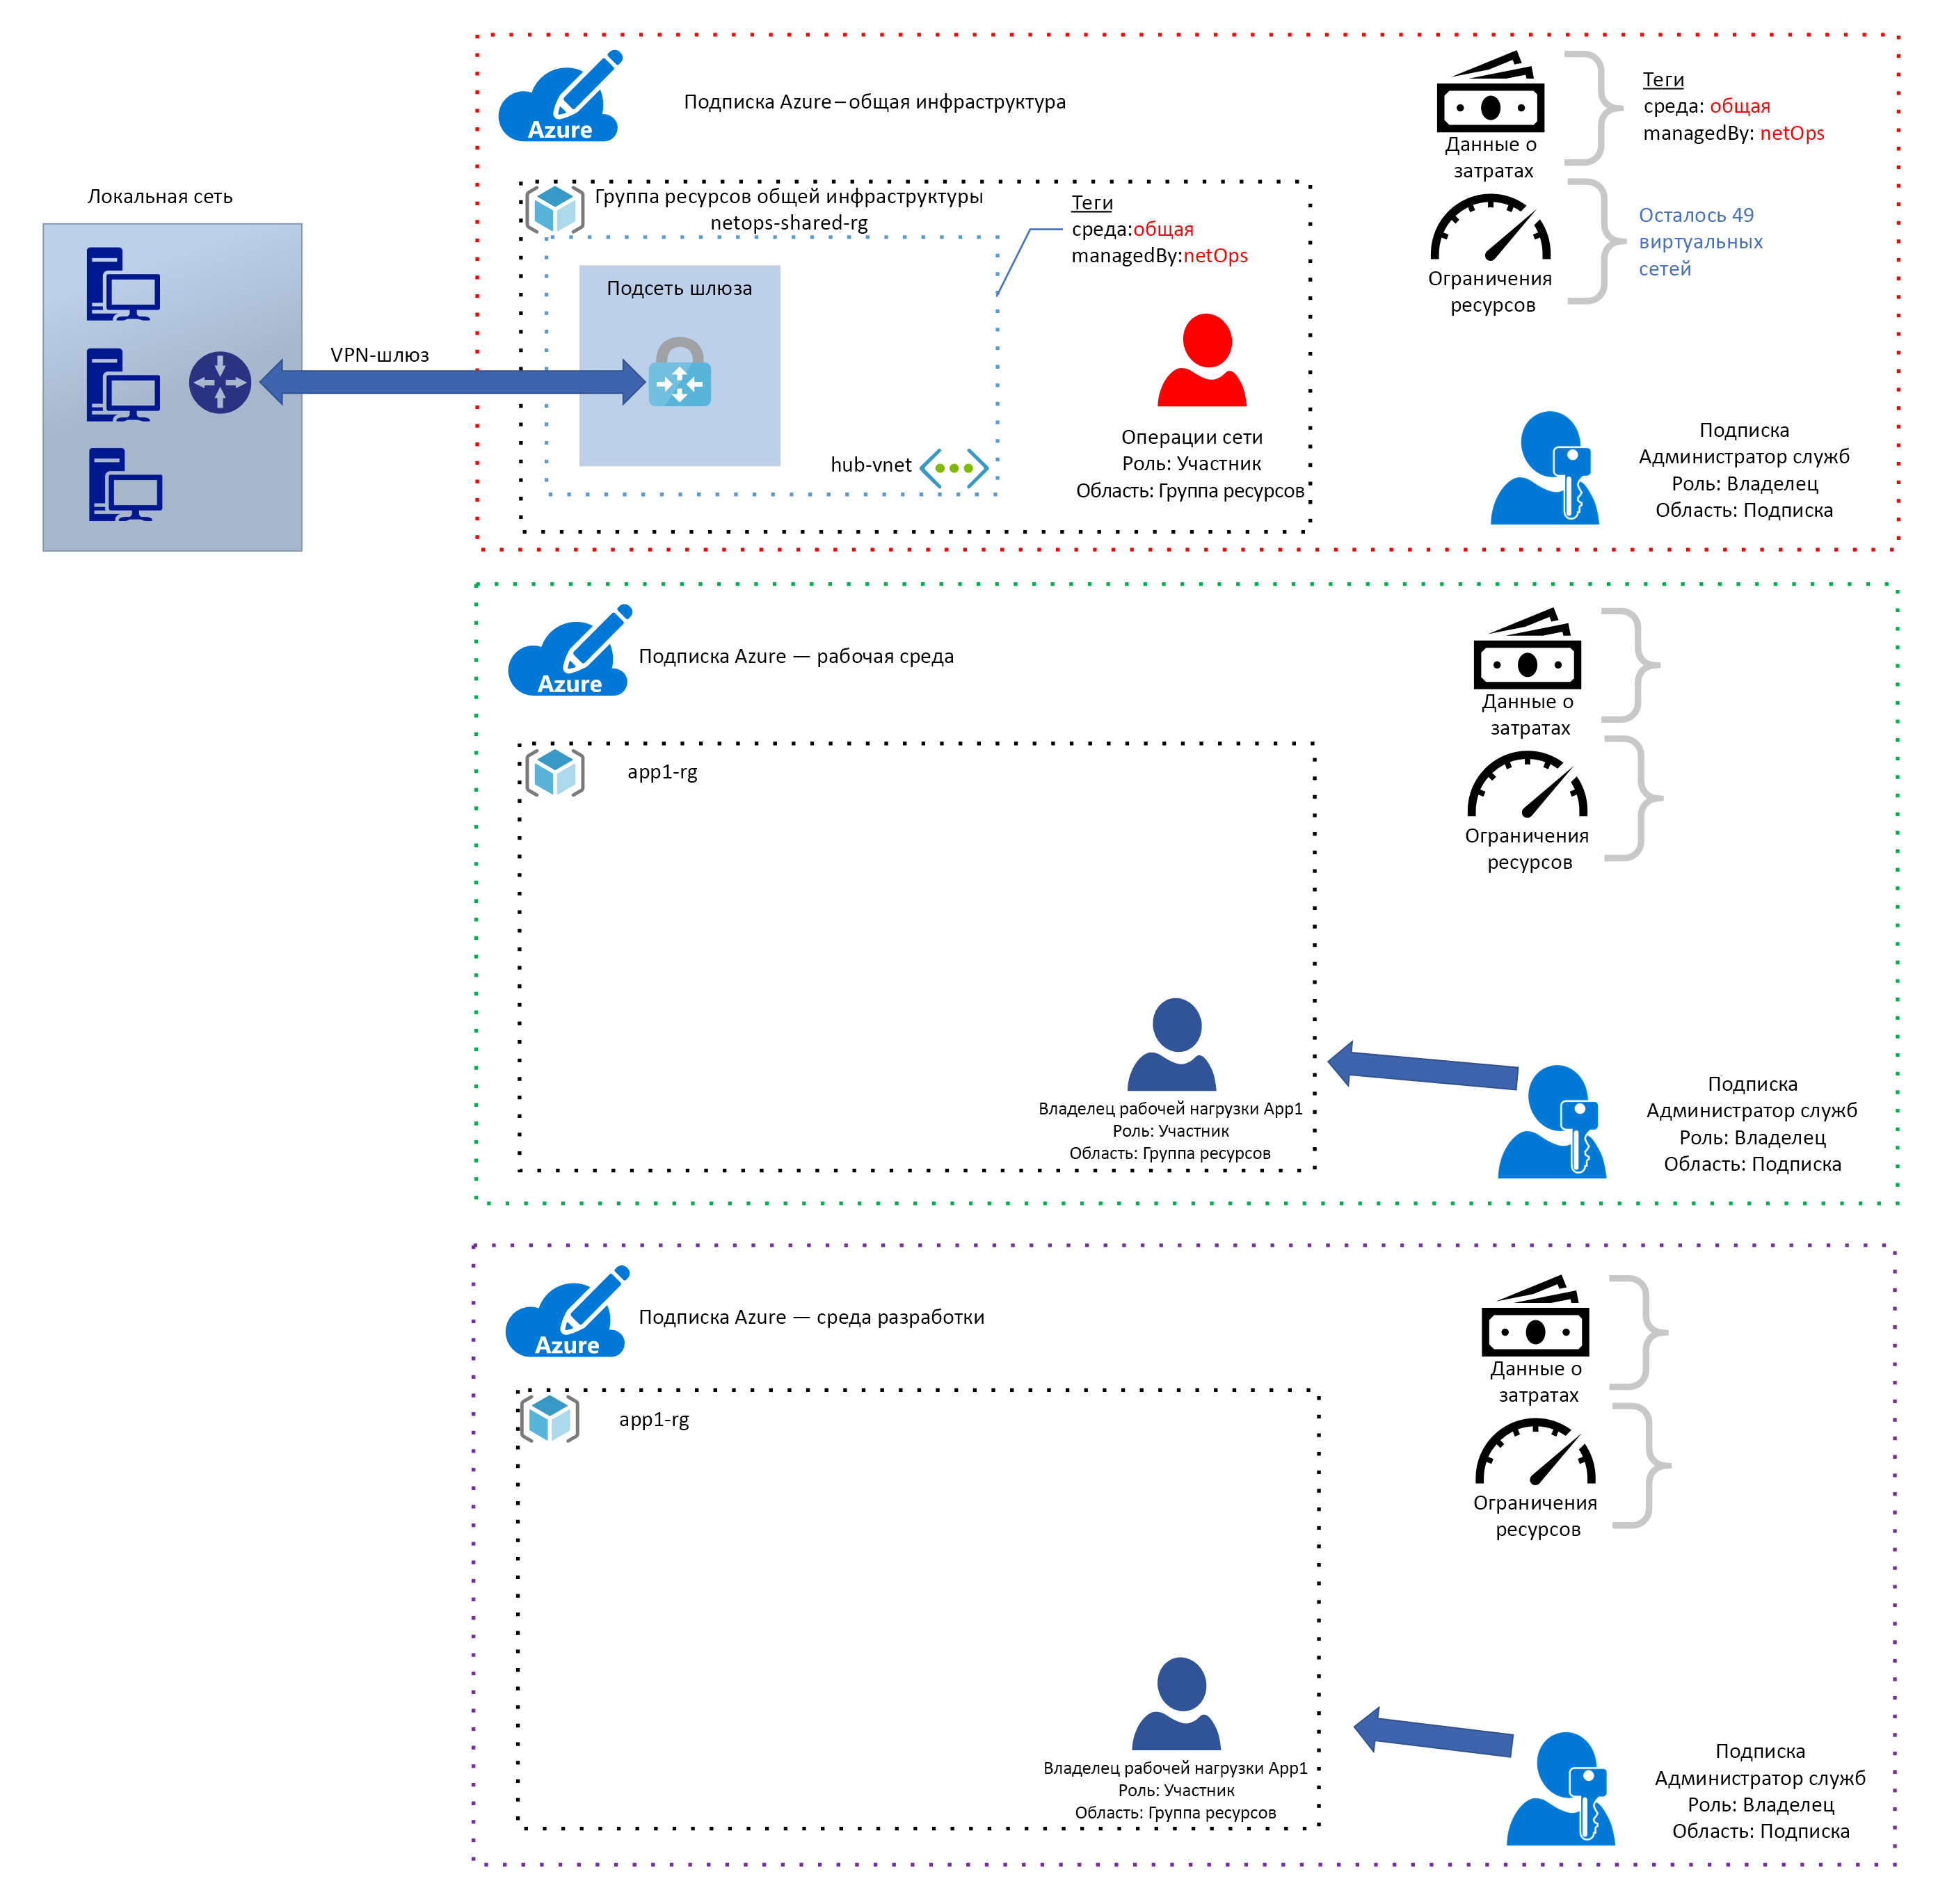 Локальная сеть
VPN-шлюз
Azure
Подписка Azure – общая инфраструктура
Группа ресурсов общей инфраструктуры
netops-shared-rg
Подсеть шлюза
hub-vnet
Теги
среда:общая
managedBy:netOps
Операции сети
Роль: Участник
Область: Группа ресурсов
Данные о
затратах
Теги
среда: общая
managedBy: netOps
Ограничения
ресурсов
Осталось 49
виртуальных
сетей
Подписка
Администратор служб
Роль: Владелец
Область: Подписка
Azure
Подписка Azure — рабочая среда
app1-rg
Владелец рабочей нагрузки App1
Роль: Участник
Область: Группа ресурсов
Данные о
затратах
Ограничения
ресурсов
Подписка
Администратор служб
Роль: Владелец
Область: Подписка
Azure
Подписка Azure — среда разработки
app1-rg
Владелец рабочей нагрузки App1
Роль: Участник
Область: Группа ресурсов
Данные о
затратах
Ограничения
ресурсов
Подписка
Администратор служб
Роль: Владелец
Область: Подписка